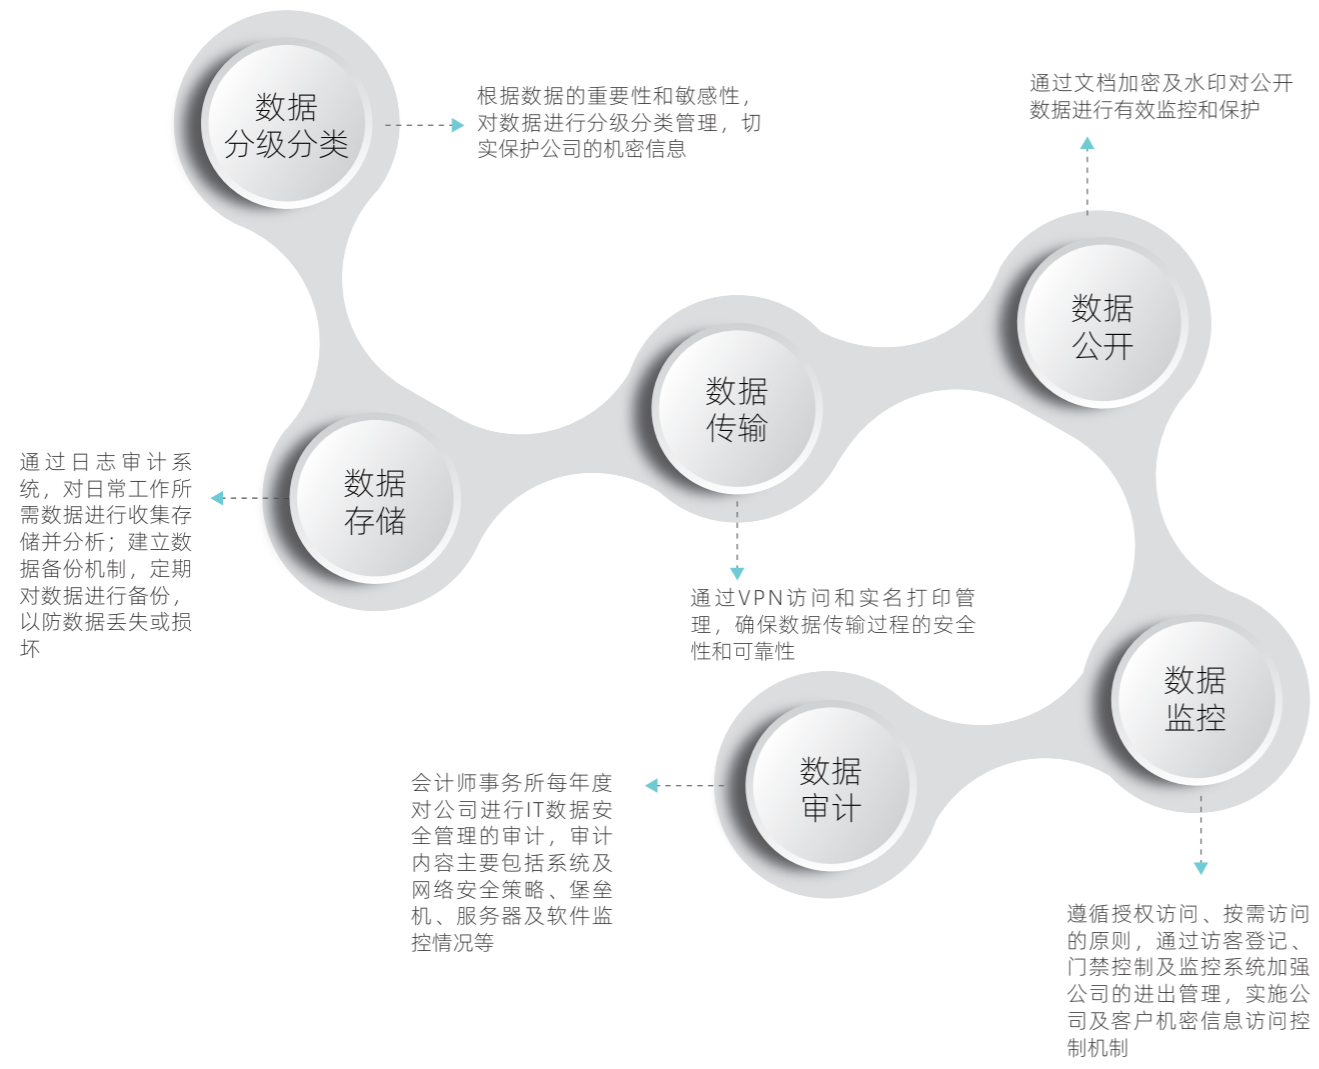 数据
分级分类
根据数据的重要性和敏感性，
对数据进行分级分类管理，切
实保护公司的机密信息
数据
存储
通过日志审计系
统，对日常工作所
需数据进行收集存
储并分析；建立数
据备份机制，定期
对数据进行备份，
以防数据丢失或损
坏
数据
传输
通过VPN访问和实名打印管
理，确保数据传输过程的安全
性和可靠性
通过文档加密及水印对公开
数据进行有效监控和保护
数据
公开
数据
监控
遵循授权访问、按需访问
的原则，通过访客登记、
门禁控制及监控系统加强
公司的进出管理，实施公
司及客户机密信息访问控
制机制
数据
审计
会计师事务所每年度
对公司进行IT数据安
全管理的审计，审计
内容主要包括系统及
网络安全策略、堡垒
机、服务器及软件监
控情况等